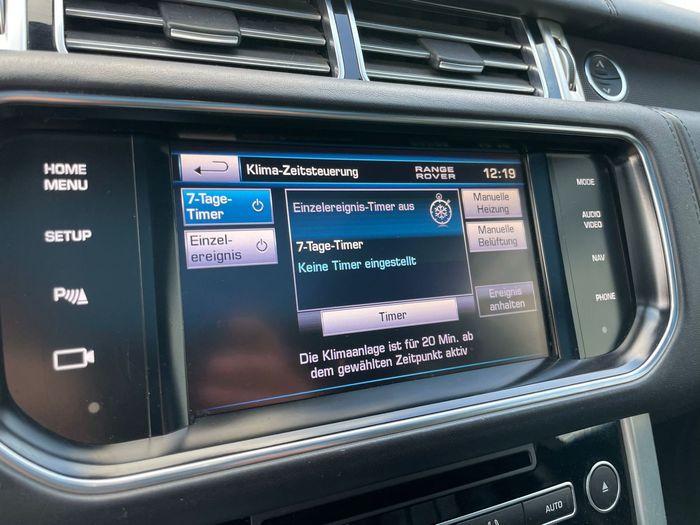 HOME
MENU
SETUP
P
Klima-Zeitsteuerung
RANGE
ROVER
12:19
7-Tage-
Timer
Einzel-
ereignis
Einzelereignis-Timer aus
7-Tage-Timer
Keine Timer eingestellt
Timer
Manuelle
Heizung
Manuelle
Belüftung
Ereignis
anhalten
Die Klimaanlage ist für 20 Min. ab
dem gewählten Zeitpunkt aktiv
MODE
AUDIO
VIDEO
NAV
PHONE
AUTO